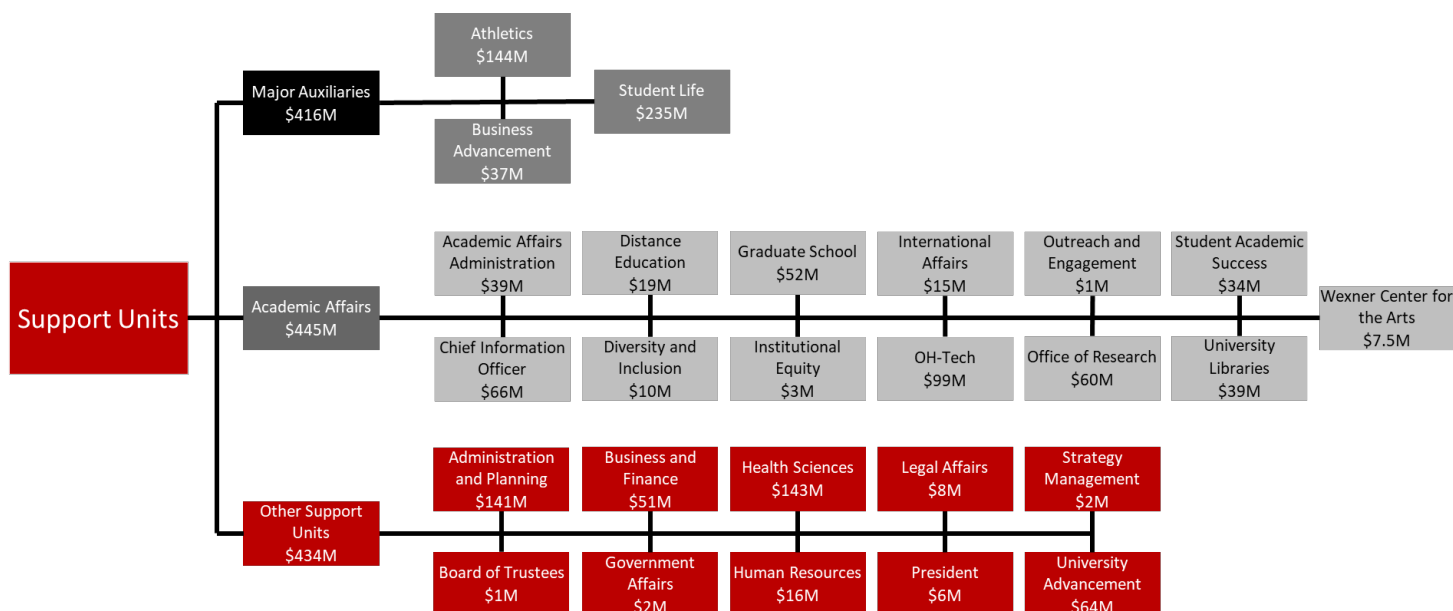 Support Units
Major Auxiliaries
$416M
Athletics
$144M
Business
Advancement
$37M
Student Life
$235M
Academic Affairs
$445M
Academic Affairs
Administration
$39M
Distance
Education
$19M
Graduate School
$52M
International
Affairs
$15M
Outreach and
Engagement
$1M
Student Academic
Success
$34M
Wexner Center for
the Arts
$7.5M
Chief Information
Officer
$66M
Diversity and
Inclusion
$10M
Institutional
Equity
$3M
OH-Tech
$99M
Office of Research
$60M
University
Libraries
$39M
Other Support
Units
$434M
Administration
and Planning
$141M
Business and
Finance
$51M
Health Sciences
$143M
Legal Affairs
$8M
Strategy
Management
$2M
Board of Trustees
$1M
Government
Affairs
$2M
Human Resources
$16M
President
$6M
University
Advancement
$64M